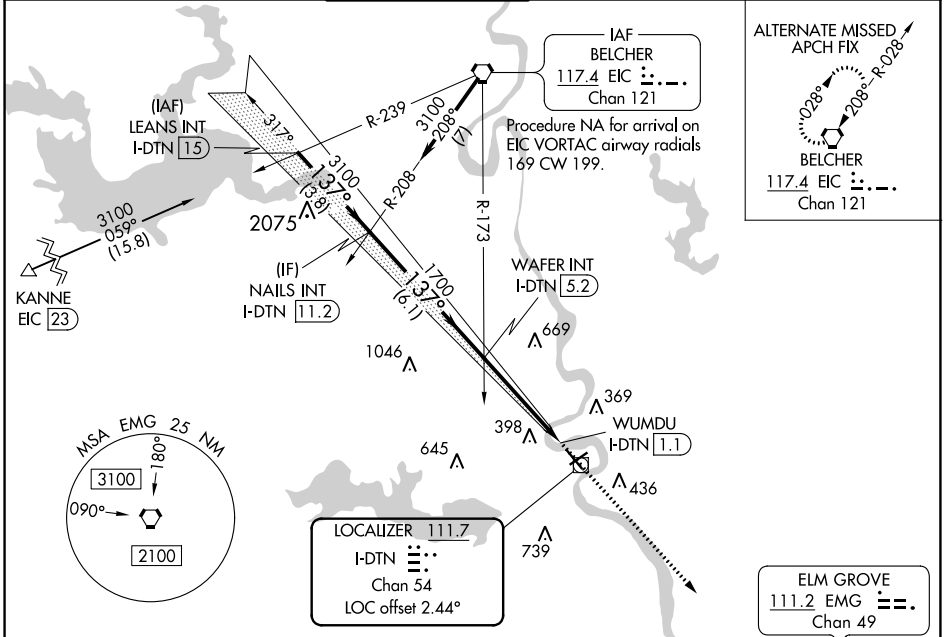 IAF
BELCHER
117.4 EIC
Chan 121
Procedure NA for arrival on
EIC VORTAC airway radials
169 CW 199.
ALTERNATE MISSED
APCH FIX
R-028
208°
028°
BELCHER
117.4 EIC
Chan 121
(IAF)
LEANS INT
I-DTN 15
317°
R-239
3100
208°
(7)
R-208
3100
137°
(3.8)
R-173
2075
3100
059°
(15.8)
KANNE
EIC 23
(IF)
NAILS INT
I-DTN 11.2
1700
137°
(6.1)
WAFER INT
I-DTN 5.2
669
1046
369
398
WUMDU
I-DTN 1.1
645
436
739
MSA EMG 25 NM
180°
3100
090°
2100
LOCALIZER 111.7
I-DTN
Chan 54
LOC offset 2.44°
ELM GROVE
111.2 EMG
Chan 49